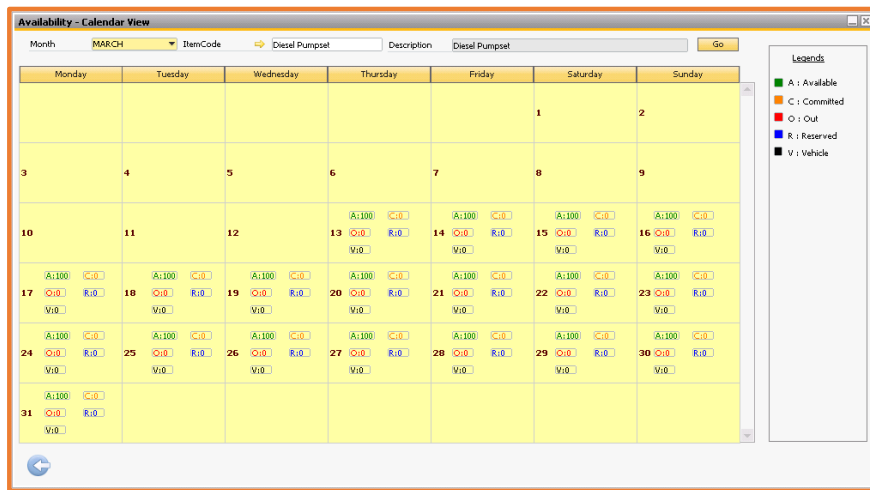 Availability - Calendar View
Month MARCH ItemCode Diesel Pumpset Description Diesel Pumpset Go
Legends
A : Available
C : Committed
O : Out
R : Reserved
V : Vehicle
Monday Tuesday Wednesday Thursday Friday Saturday Sunday
1 2
3 4 5 6 7 8 9
A:100 C:0 A:100 C:0 A:100 C:0 A:100 C:0
10 11 12 13 O:0 R:0 14 O:0 R:0 15 O:0 R:0 16 O:0 R:0
V:0 V:0 V:0 V:0
A:100 C:0 A:100 C:0 A:100 C:0 A:100 C:0 A:100 C:0 A:100 C:0 A:100 C:0
17 O:0 R:0 18 O:0 R:0 19 O:0 R:0 20 O:0 R:0 21 O:0 R:0 22 O:0 R:0 23 O:0 R:0
V:0 V:0 V:0 V:0 V:0 V:0 V:0
A:100 C:0 A:100 C:0 A:100 C:0 A:100 C:0 A:100 C:0 A:100 C:0 A:100 C:0
24 O:0 R:0 25 O:0 R:0 26 O:0 R:0 27 O:0 R:0 28 O:0 R:0 29 O:0 R:0 30 O:0 R:0
V:0 V:0 V:0 V:0 V:0 V:0 V:0
A:100 C:0
31 O:0 R:0
V:0